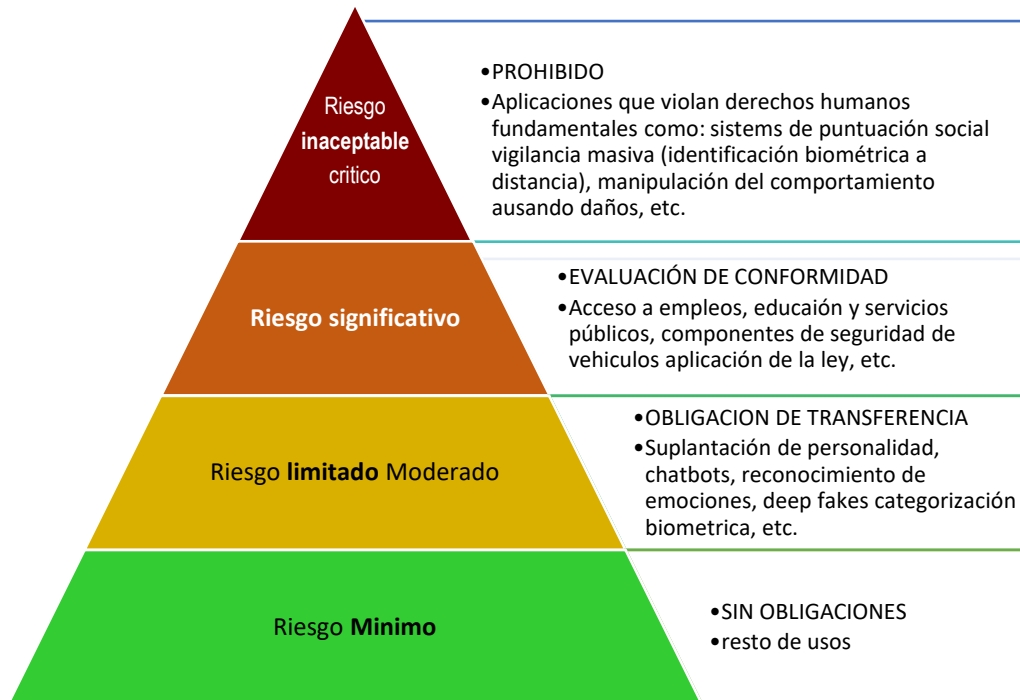 Riesgo
inaceptable
critico
•PROHIBIDO
•Aplicaciones que violan derechos humanos
fundamentales como: sistems de puntuación social
vigilancia masiva (identificación biométrica a
distancia), manipulación del comportamiento
ausando daños, etc.
Riesgo significativo
•EVALUACIÓN DE CONFORMIDAD
•Acceso a empleos, educaión y servicios
públicos, componentes de seguridad de
vehiculos aplicación de la ley, etc.
Riesgo limitado Moderado
•OBLIGACION DE TRANSFERENCIA
•Suplantación de personalidad,
chatbots, reconocimiento de
emociones, deep fakes categorización
biometrica, etc.
Riesgo Minimo
•SIN OBLIGACIONES
•resto de usos